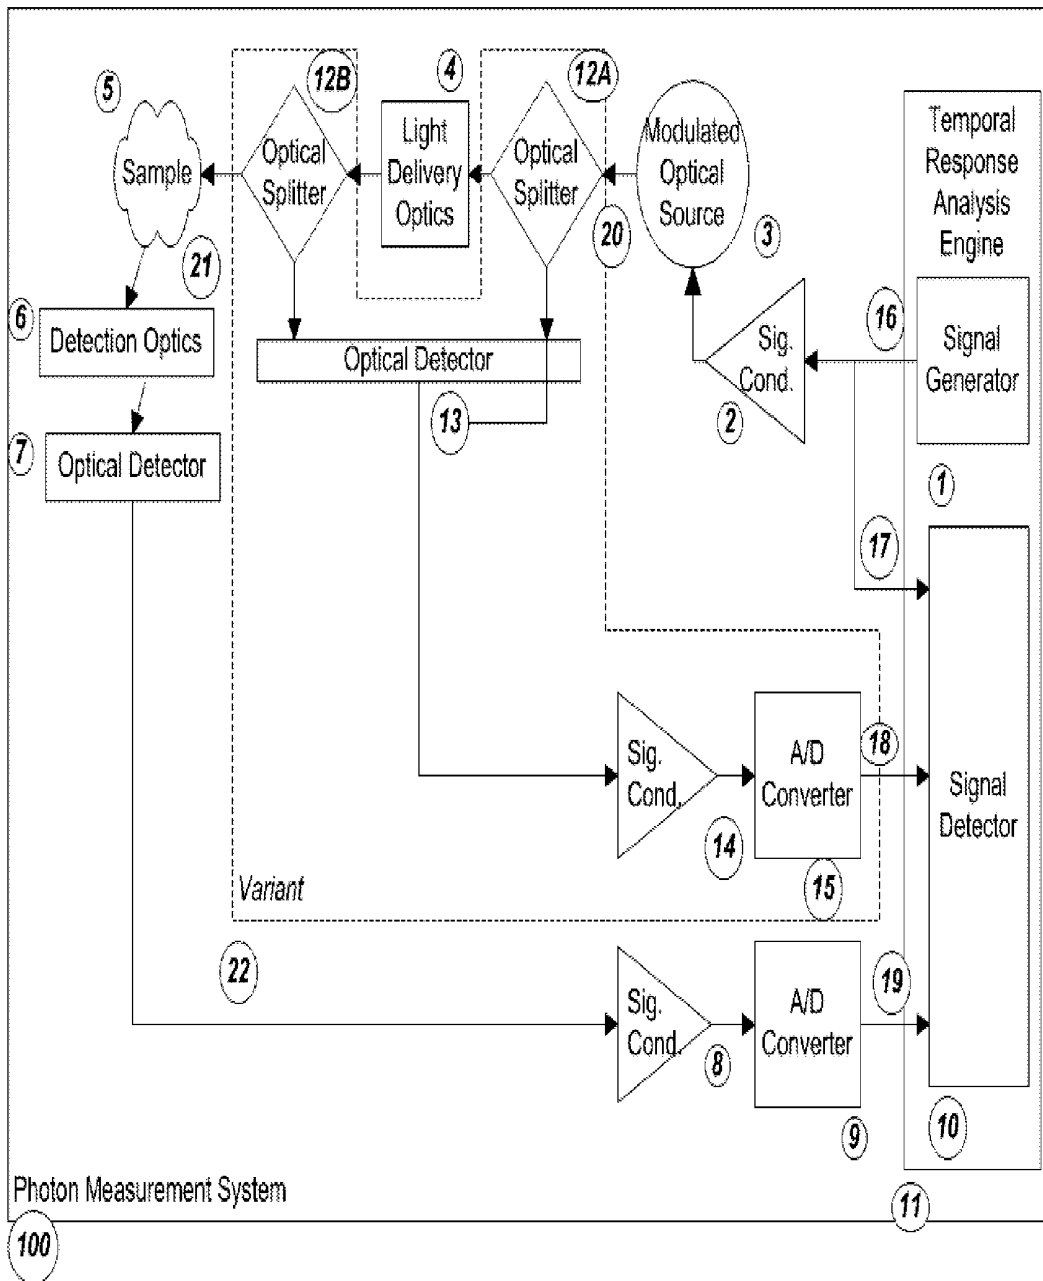 12B
4
12A
5
Sample
Optical
Splitter
Light
Delivery
Optics
Optical
Splitter
Modulated
Optical
Source
Temporal
Response
Analysis
Engine
20
3
21
6
Detection Optics
Optical Detector
13
Sig.
Cond.
2
16
Signal
Generator
7
Optical Detector
1
17
Sig.
Cond.
14
A/D
Converter
15
18
Signal
Detector
Variant
22
Sig.
Cond.
8
A/D
Converter
9
19
10
Photon Measurement System
11
100